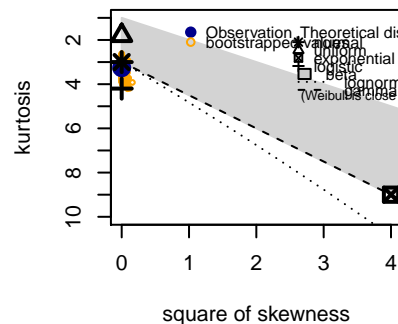 Observation
Theoretical dis
bootstrapped values
normal
uniform
exponential
logistic
beta
lognorm
gamma
(Weibull is close
2
4
6
8
10
kurtosis
0 1 2 3 4
square of skewness